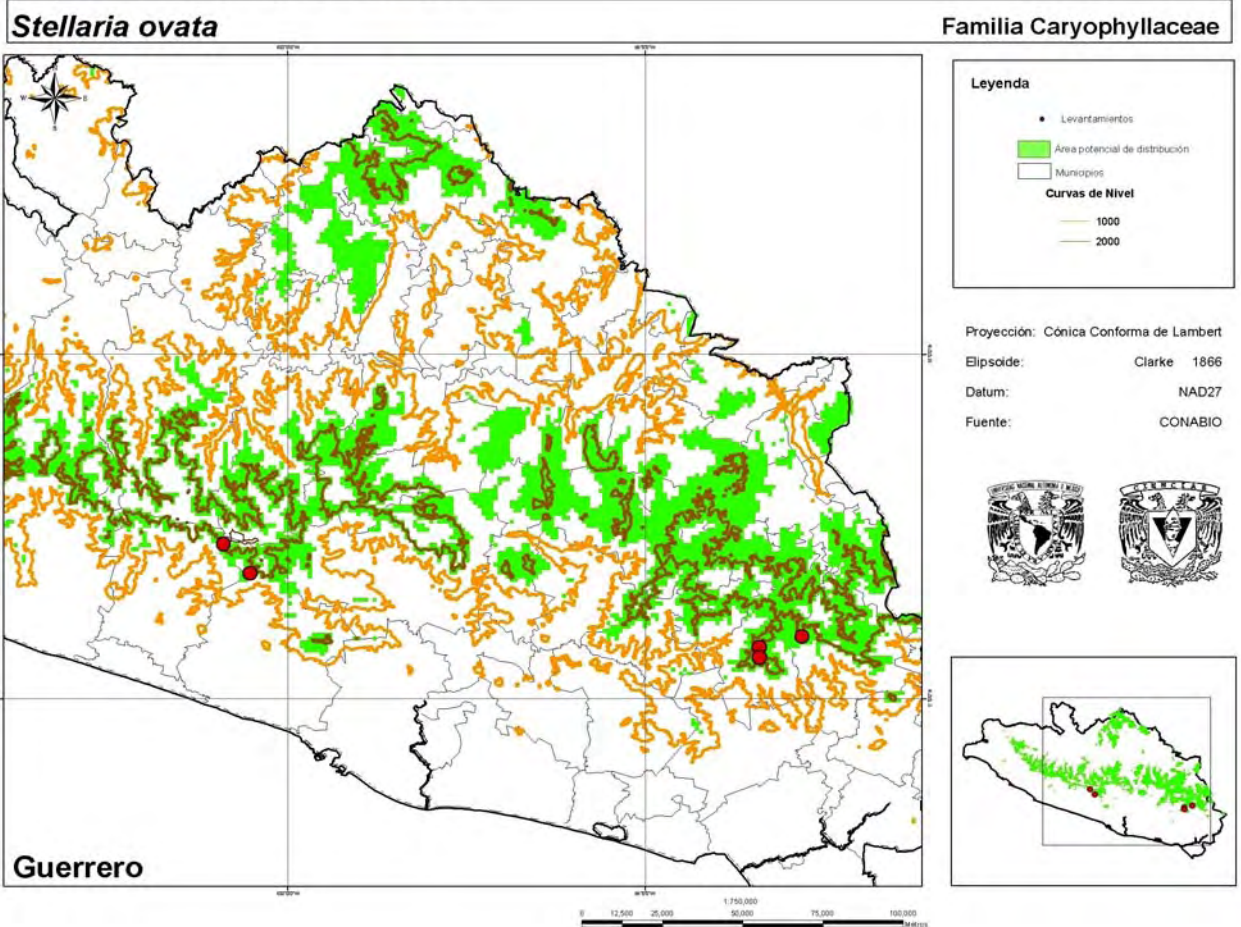 Stellaria ovata
Familia Caryophyllaceae
Leyenda
Levantamientos
Área potencial de distribución
Municipios
Curvas de Nivel
1000
2000
Proyección: Cónica Conforma de Lambert
Elipsoide: Clarke 1866
Datum: NAD27
Fuente: CONABIO
Guerrero
1:750,000
0 12,500 25,000 50,000 75,000 100,000
Metros